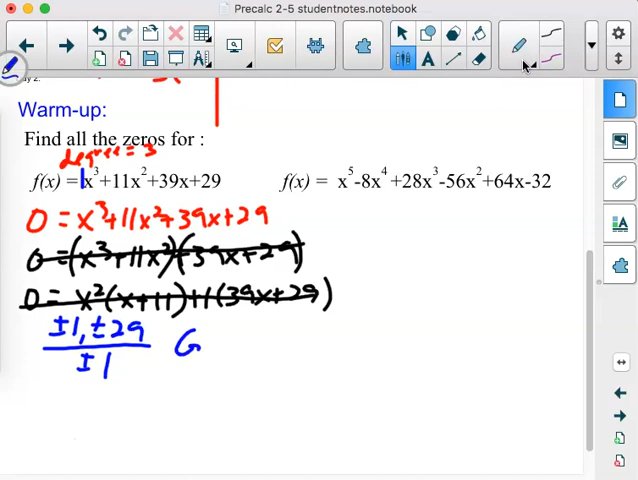 Precalc 2-5 studentnotes.notebook
Warm-up:
Find all the zeros for :
degree = 3
f(x) = 1x³+11x²+39x+29
f(x) = x⁵-8x⁴+28x³-56x²+64x-32
0 = x³+11x²+39x+29
0=(x³+11x²)(39x+29)
0= x²(x+11)+1(39x+29)
±1, ±29
±1
G